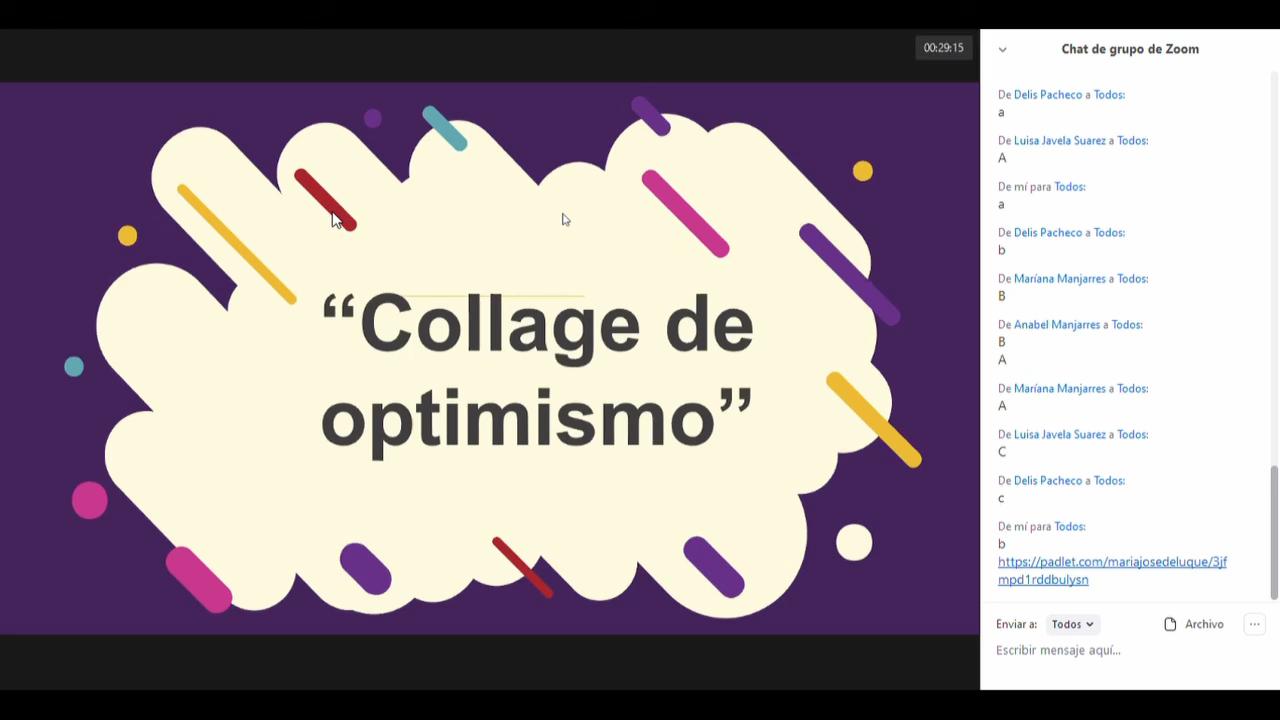 00:29:15
“Collage de
optimismo”
Chat de grupo de Zoom
De Delis Pacheco a Todos:
a
De Luisa Javela Suarez a Todos:
A
De mí para Todos:
a
De Delis Pacheco a Todos:
b
De Maríana Manjarres a Todos:
B
De Anabel Manjarres a Todos:
B
A
De Maríana Manjarres a Todos:
A
De Luisa Javela Suarez a Todos:
C
De Delis Pacheco a Todos:
c
De mí para Todos:
b
https://padlet.com/mariajosedeluque/3jf
mpd1rddbulysn
Enviar a: Todos Archivo
Escribir mensaje aquí...